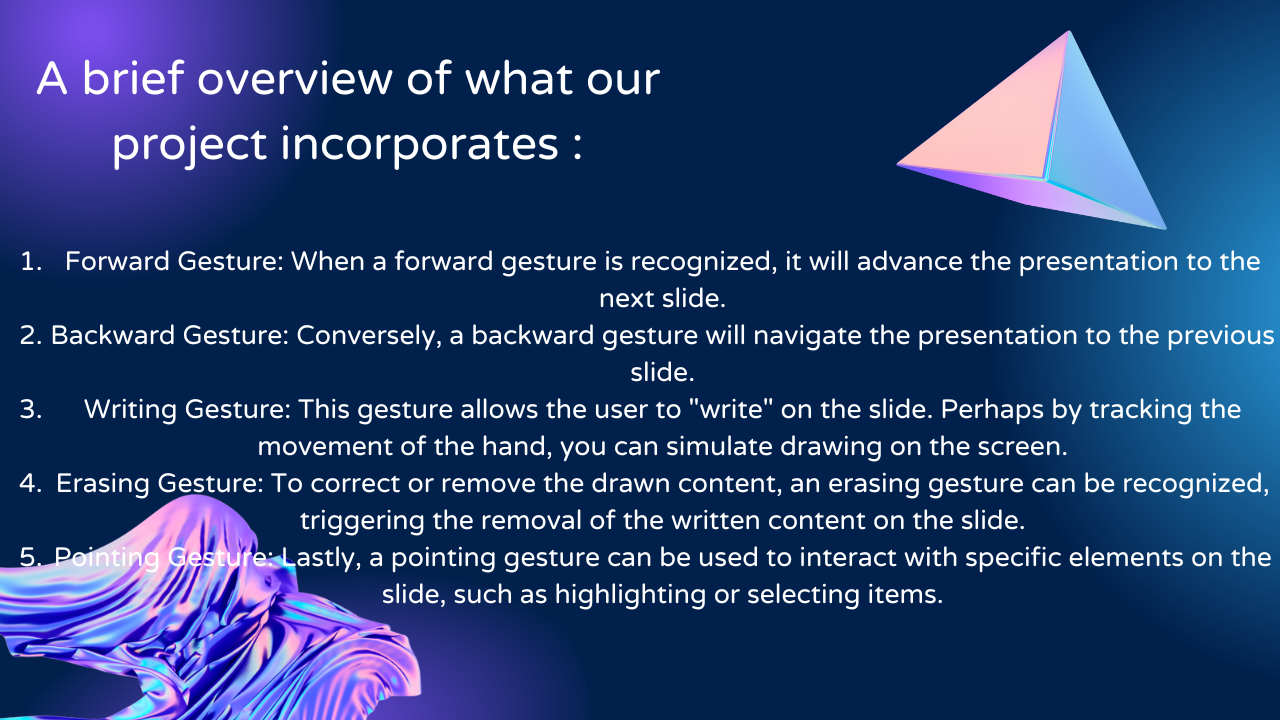 A brief overview of what our
project incorporates :
1. Forward Gesture: When a forward gesture is recognized, it will advance the presentation to the
next slide.
2. Backward Gesture: Conversely, a backward gesture will navigate the presentation to the previous
slide.
3. Writing Gesture: This gesture allows the user to "write" on the slide. Perhaps by tracking the
movement of the hand, you can simulate drawing on the screen.
4. Erasing Gesture: To correct or remove the drawn content, an erasing gesture can be recognized,
triggering the removal of the written content on the slide.
5. Pointing Gesture: Lastly, a pointing gesture can be used to interact with specific elements on the
slide, such as highlighting or selecting items.